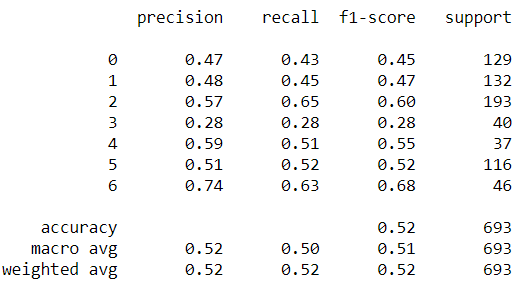 precision recall f1-score support
0 0.47 0.43 0.45 129
1 0.48 0.45 0.47 132
2 0.57 0.65 0.60 193
3 0.28 0.28 0.28 40
4 0.59 0.51 0.55 37
5 0.51 0.52 0.52 116
6 0.74 0.63 0.68 46
accuracy 0.52 693
macro avg 0.52 0.50 0.51 693
weighted avg 0.52 0.52 0.52 693